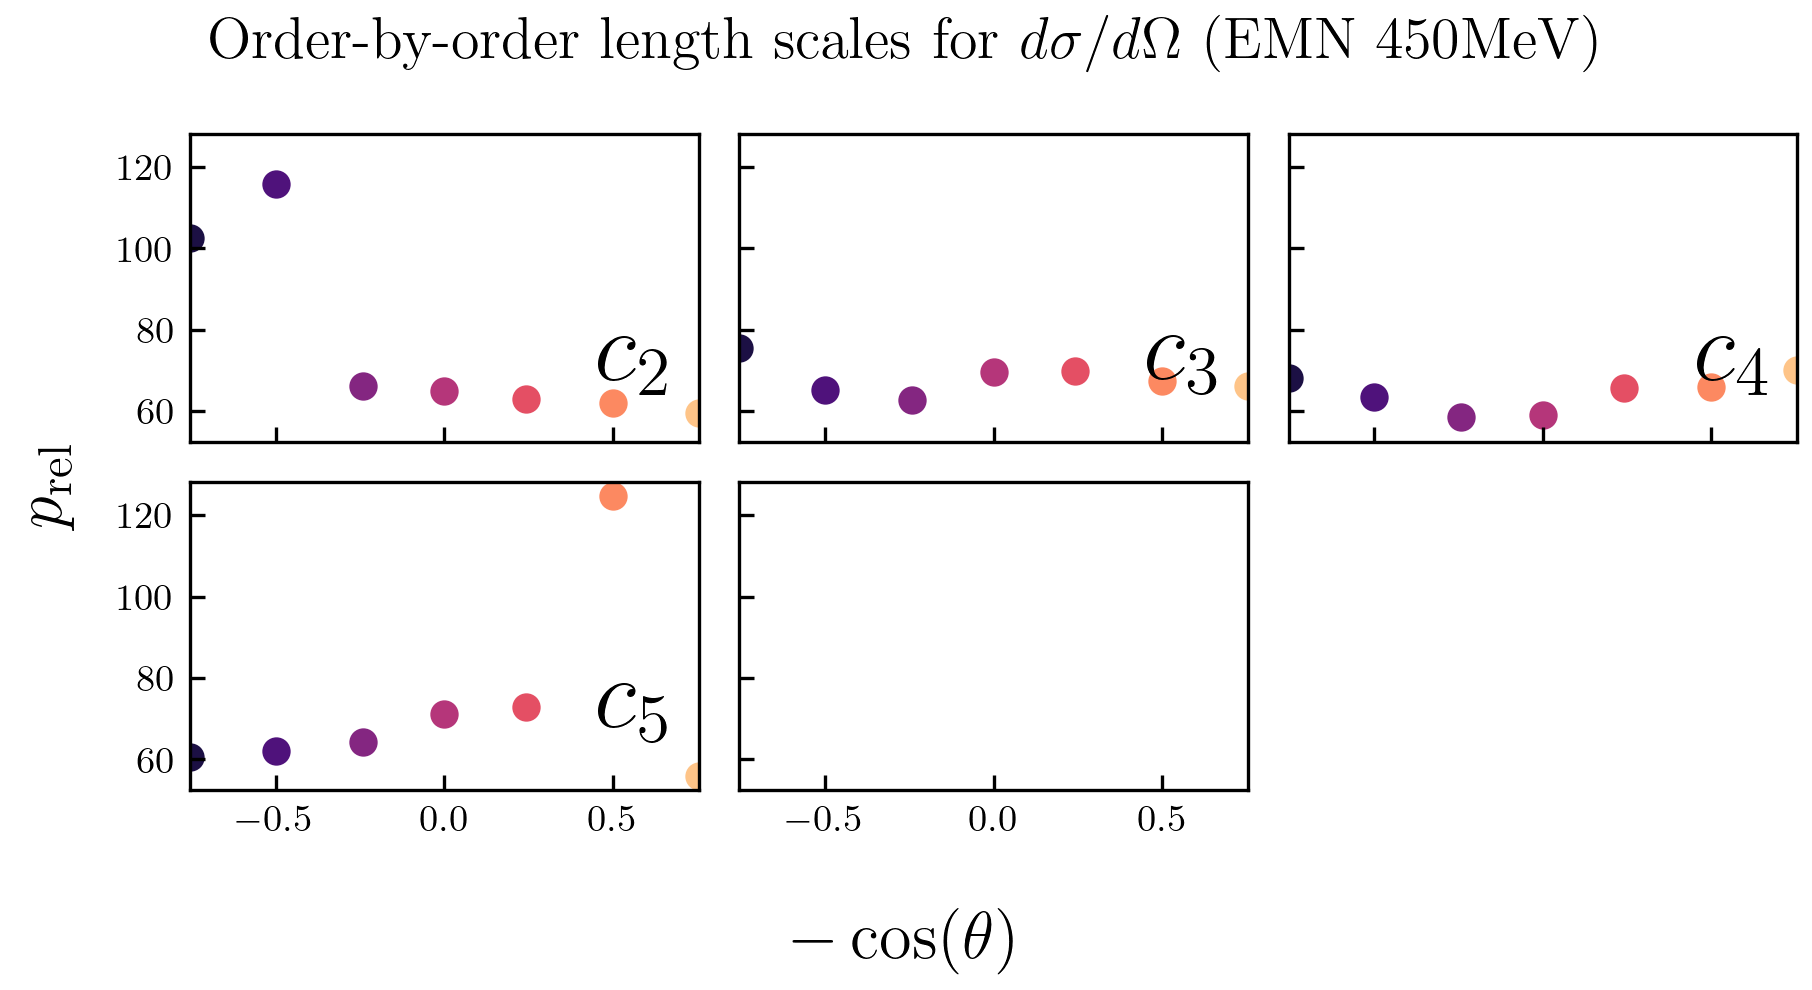 Order-by-order length scales for dσ/dΩ (EMN 450MeV)
120
100
80
60
c₂
c₃
c₄
p_rel
120
100
80
60
c₅
−0.5 0.0 0.5
−0.5 0.0 0.5
− cos(θ)